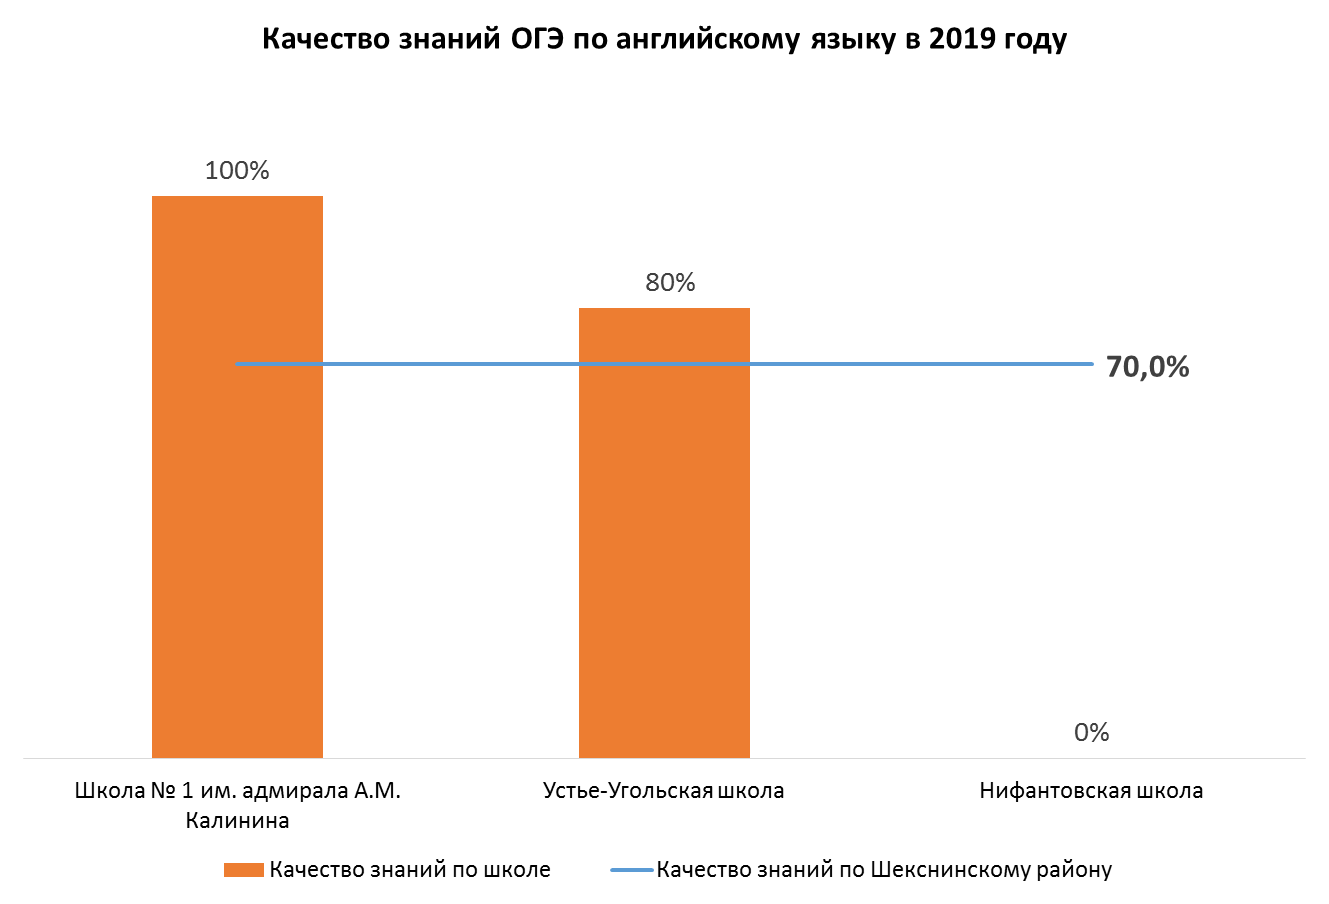 Качество знаний ОГЭ по английскому языку в 2019 году
100%
80%
70,0%
0%
Школа № 1 им. адмирала А.М.
Калинина
Устье-Угольская школа
Нифантовская школа
Качество знаний по школе
Качество знаний по Шекснинскому району